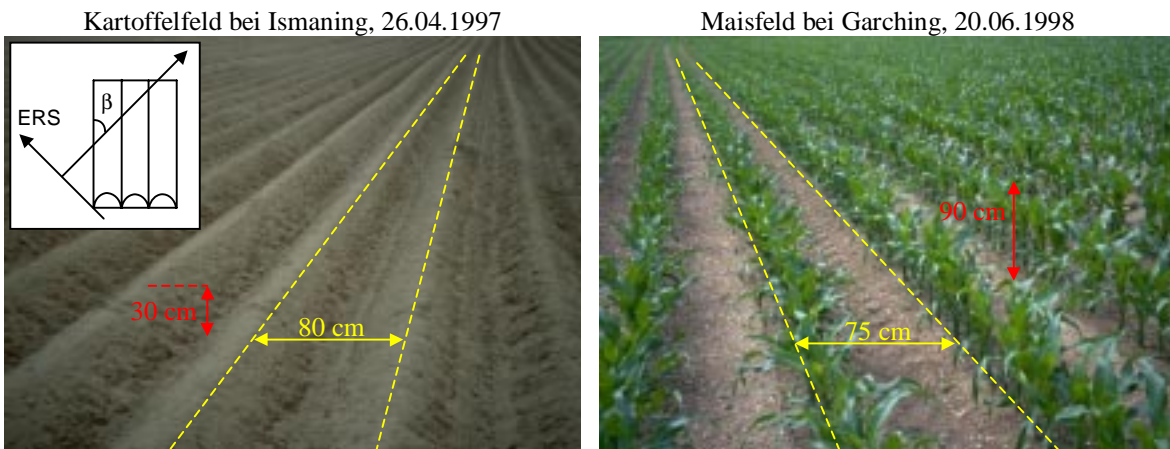 Kartoffelfeld bei Ismaning, 26.04.1997
Maisfeld bei Garching, 20.06.1998
β
ERS
30 cm
80 cm
90 cm
75 cm